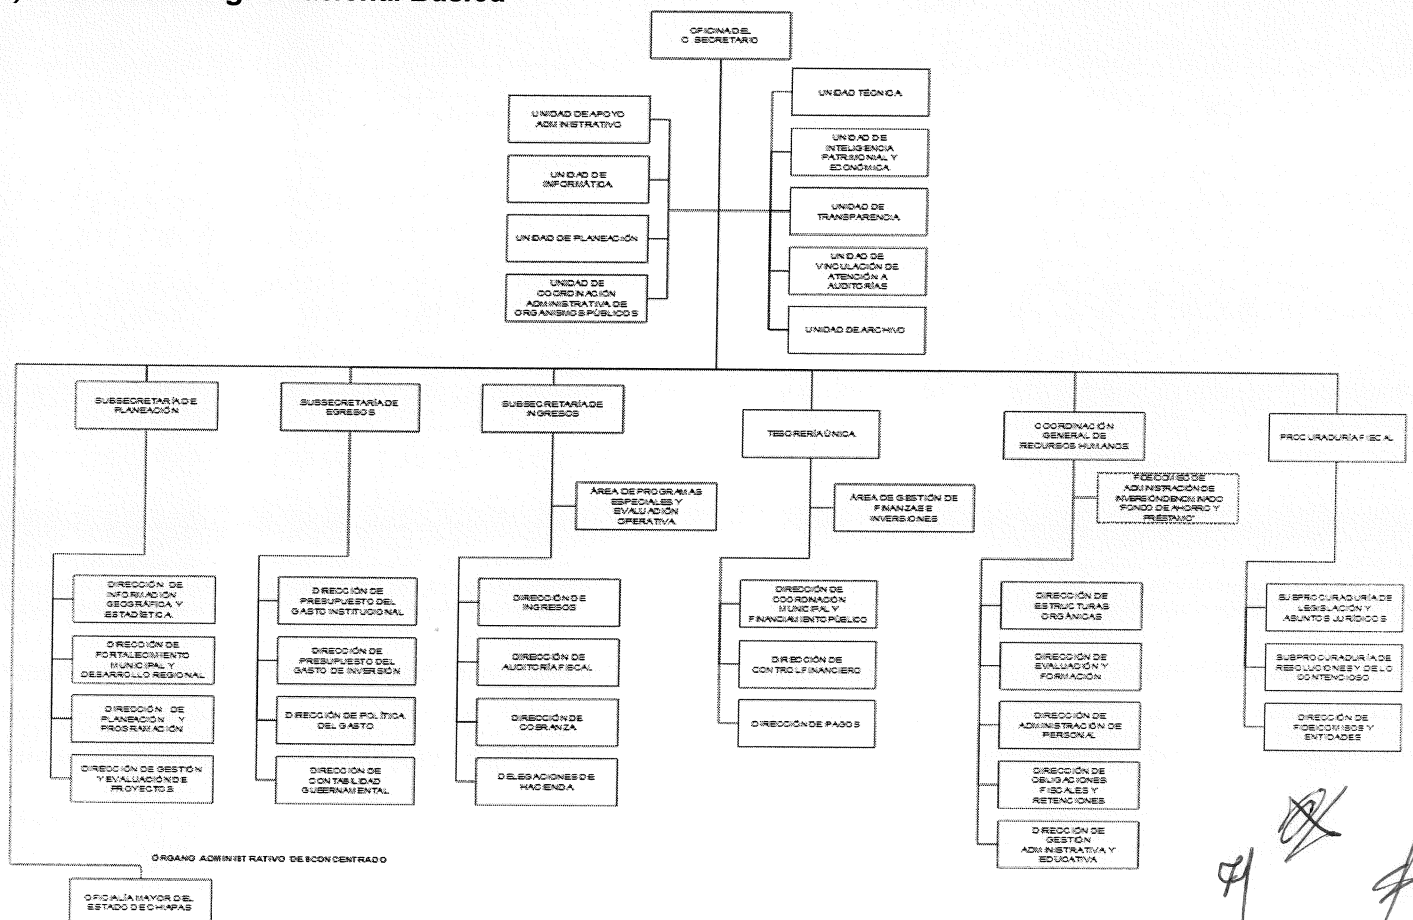 OFICINA DEL
C. SECRETARIO
UNIDAD DE APOYO
ADMINISTRATIVO
UNIDAD DE
INFORMÁTICA
UNIDAD DE PLANEACIÓN
UNIDAD DE
COORDINACIÓN
ADMINISTRATIVA DE
ORGANISMOS PÚBLICOS
UNIDAD TÉCNICA
UNIDAD DE
INTELIGENCIA
PATRIMONIAL Y
ECONÓMICA
UNIDAD DE
TRANSPARENCIA
UNIDAD DE
VINCULACIÓN DE
ATENCIÓN A
AUDITORÍAS
UNIDAD DE ARCHIVO
SUBSECRETARÍA DE
PLANEACIÓN
SUBSECRETARÍA DE
EGRESOS
SUBSECRETARÍA DE
INGRESOS
TESORERÍA ÚNICA
COORDINACIÓN
GENERAL DE
RECURSOS HUMANOS
PROCURADURÍA FISCAL
ÁREA DE PROGRAMAS
ESPECIALES Y
EVALUACIÓN
OPERATIVA
ÁREA DE GESTIÓN DE
FINANZAS E
INVERSIONES
FIDEICOMISO DE
ADMINISTRACIÓN DE
INVERSIÓN DENOMINADO
"FONDO DE AHORRO Y
PRÉSTAMO"
DIRECCIÓN DE
INFORMACIÓN
GEOGRÁFICA Y
ESTADÍSTICA
DIRECCIÓN DE
FORTALECIMIENTO
MUNICIPAL Y
DESARROLLO REGIONAL
DIRECCIÓN DE
PLANEACIÓN Y
PROGRAMACIÓN
DIRECCIÓN DE GESTIÓN
Y EVALUACIÓN DE
PROYECTOS
DIRECCIÓN DE
PRESUPUESTO DEL
GASTO INSTITUCIONAL
DIRECCIÓN DE
PRESUPUESTO DEL
GASTO DE INVERSIÓN
DIRECCIÓN DE POLÍTICA
DEL GASTO
DIRECCIÓN DE
CONTABILIDAD
GUBERNAMENTAL
DIRECCIÓN DE
INGRESOS
DIRECCIÓN DE
AUDITORÍA FISCAL
DIRECCIÓN DE
COBRANZA
DELEGACIONES DE
HACIENDA
DIRECCIÓN DE
COORDINACIÓN
MUNICIPAL Y
FINANCIAMIENTO PÚBLICO
DIRECCIÓN DE
CONTROL FINANCIERO
DIRECCIÓN DE PAGOS
DIRECCIÓN DE
ESTRUCTURAS
ORGÁNICAS
DIRECCIÓN DE
EVALUACIÓN Y
FORMACIÓN
DIRECCIÓN DE
ADMINISTRACIÓN DE
PERSONAL
DIRECCIÓN DE
OBLIGACIONES
FISCALES Y
RETENCIONES
DIRECCIÓN DE
GESTIÓN
ADMINISTRATIVA Y
EDUCATIVA
SUBPROCURADURÍA DE
LEGISLACIÓN Y
ASUNTOS JURÍDICOS
SUBPROCURADURÍA DE
RESOLUCIONES Y DE LO
CONTENCIOSO
DIRECCIÓN DE
FIDEICOMISOS Y
ENTIDADES
ÓRGANO ADMINISTRATIVO DESCONCENTRADO
OFICIALÍA MAYOR DEL
ESTADO DE CHIAPAS